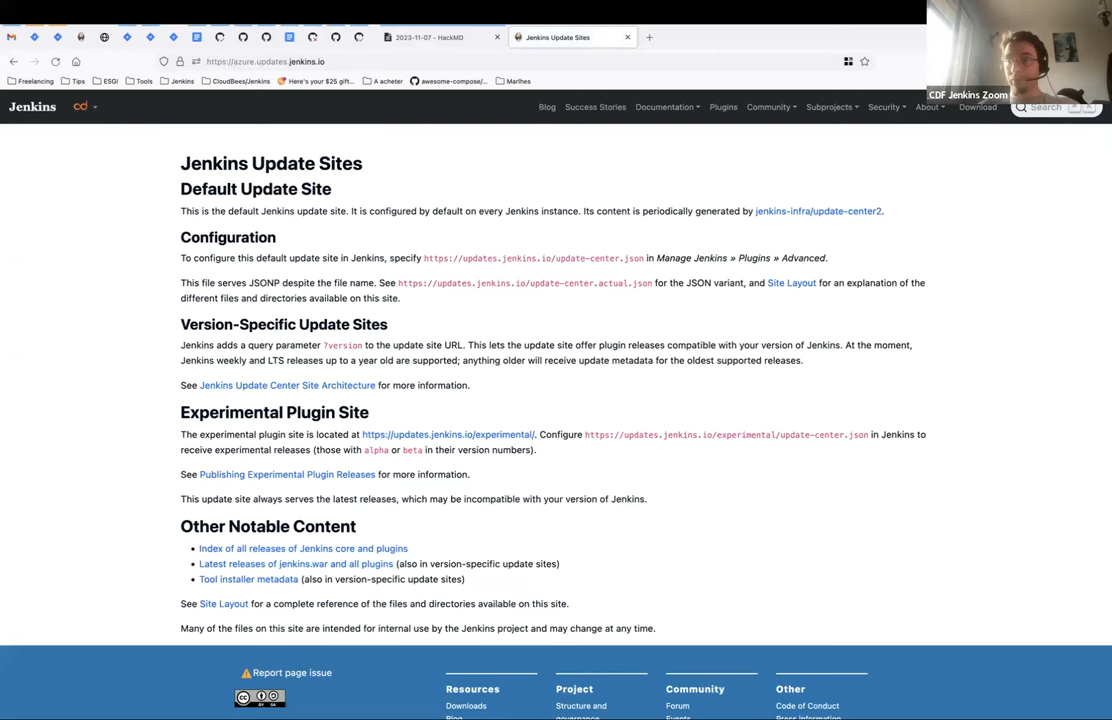 2023-11-07 - HackMD
Jenkins Update Sites
https://azure.updates.jenkins.io
Freelancing
Tips
ESGI
Tools
Jenkins
CloudBees/Jenkins
Here's your $25 gift...
A acheter
awesome-compose/...
Marlhes
CDF Jenkins Zoom
Jenkins
Blog
Success Stories
Documentation
Plugins
Community
Subprojects
Security
About
Download
Search
Jenkins Update Sites
Default Update Site
This is the default Jenkins update site. It is configured by default on every Jenkins instance. Its content is periodically generated by jenkins-infra/update-center2.
Configuration
To configure this default update site in Jenkins, specify https://updates.jenkins.io/update-center.json in Manage Jenkins » Plugins » Advanced.
This file serves JSONP despite the file name. See https://updates.jenkins.io/update-center.actual.json for the JSON variant, and Site Layout for an explanation of the
different files and directories available on this site.
Version-Specific Update Sites
Jenkins adds a query parameter ?version to the update site URL. This lets the update site offer plugin releases compatible with your version of Jenkins. At the moment,
Jenkins weekly and LTS releases up to a year old are supported; anything older will receive update metadata for the oldest supported releases.
See Jenkins Update Center Site Architecture for more information.
Experimental Plugin Site
The experimental plugin site is located at https://updates.jenkins.io/experimental/. Configure https://updates.jenkins.io/experimental/update-center.json in Jenkins to
receive experimental releases (those with alpha or beta in their version numbers).
See Publishing Experimental Plugin Releases for more information.
This update site always serves the latest releases, which may be incompatible with your version of Jenkins.
Other Notable Content
• Index of all releases of Jenkins core and plugins
• Latest releases of jenkins.war and all plugins (also in version-specific update sites)
• Tool installer metadata (also in version-specific update sites)
See Site Layout for a complete reference of the files and directories available on this site.
Many of the files on this site are intended for internal use by the Jenkins project and may change at any time.
Report page issue
Resources
Project
Community
Other
Downloads
Structure and
Forum
Code of Conduct
Blog
governance
Events
Press information